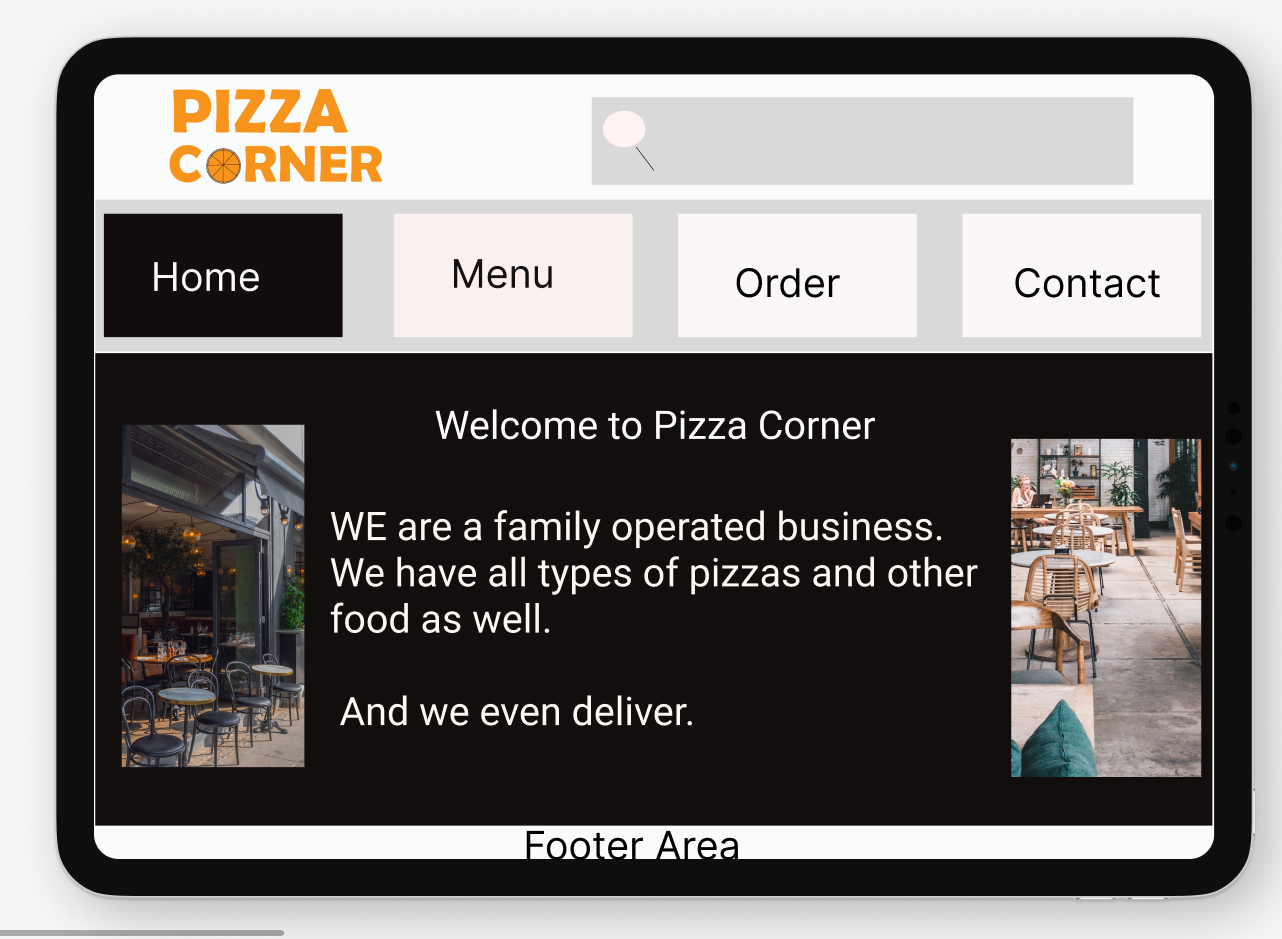 PIZZA
CORNER
Home
Menu
Order
Contact
Welcome to Pizza Corner
WE are a family operated business.
We have all types of pizzas and other
food as well.
And we even deliver.
Footer Area